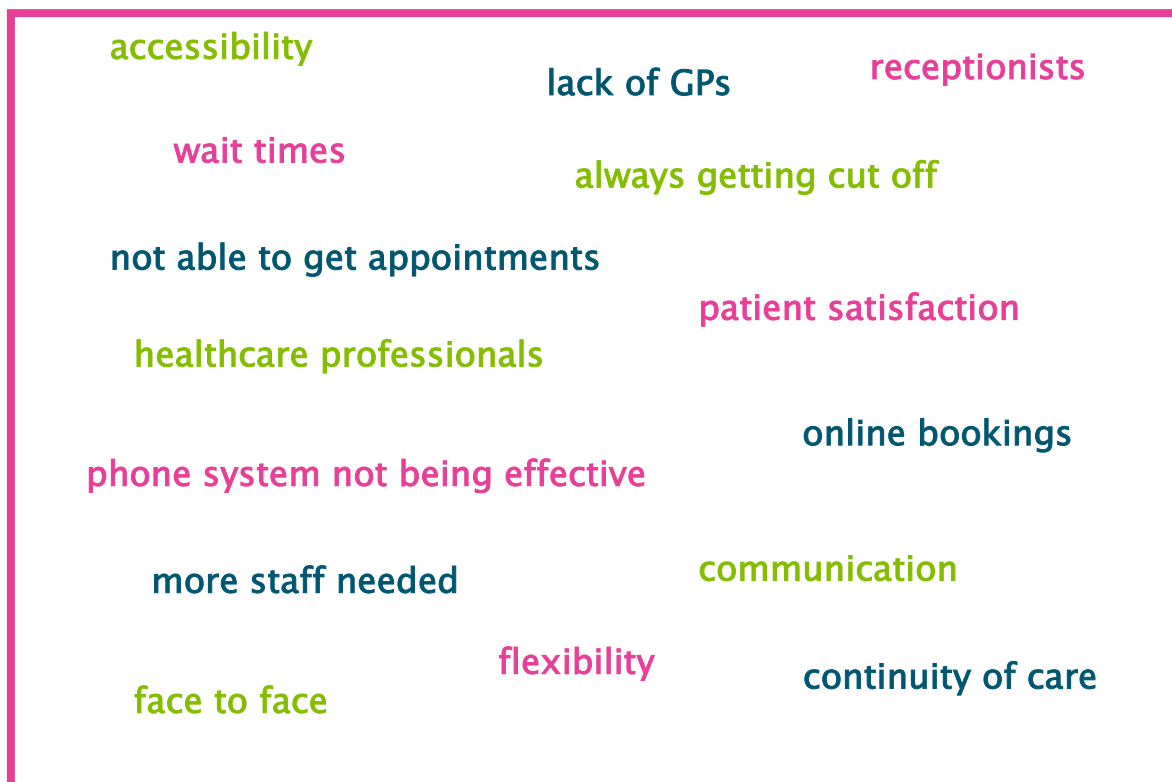 accessibility
lack of GPs
receptionists
wait times
always getting cut off
not able to get appointments
patient satisfaction
healthcare professionals
online bookings
phone system not being effective
more staff needed
communication
flexibility
continuity of care
face to face